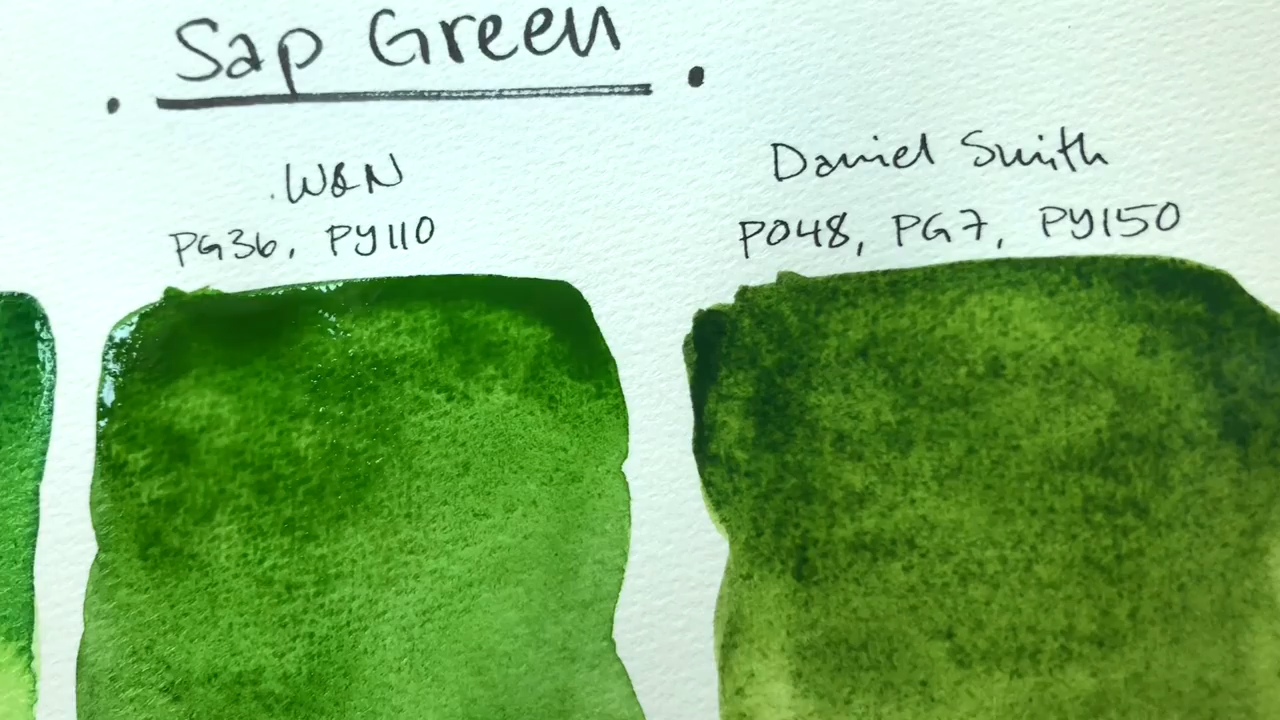 Sap Green
W&N
PG36, PY110
Daniel Smith
PO48, PG7, PY150